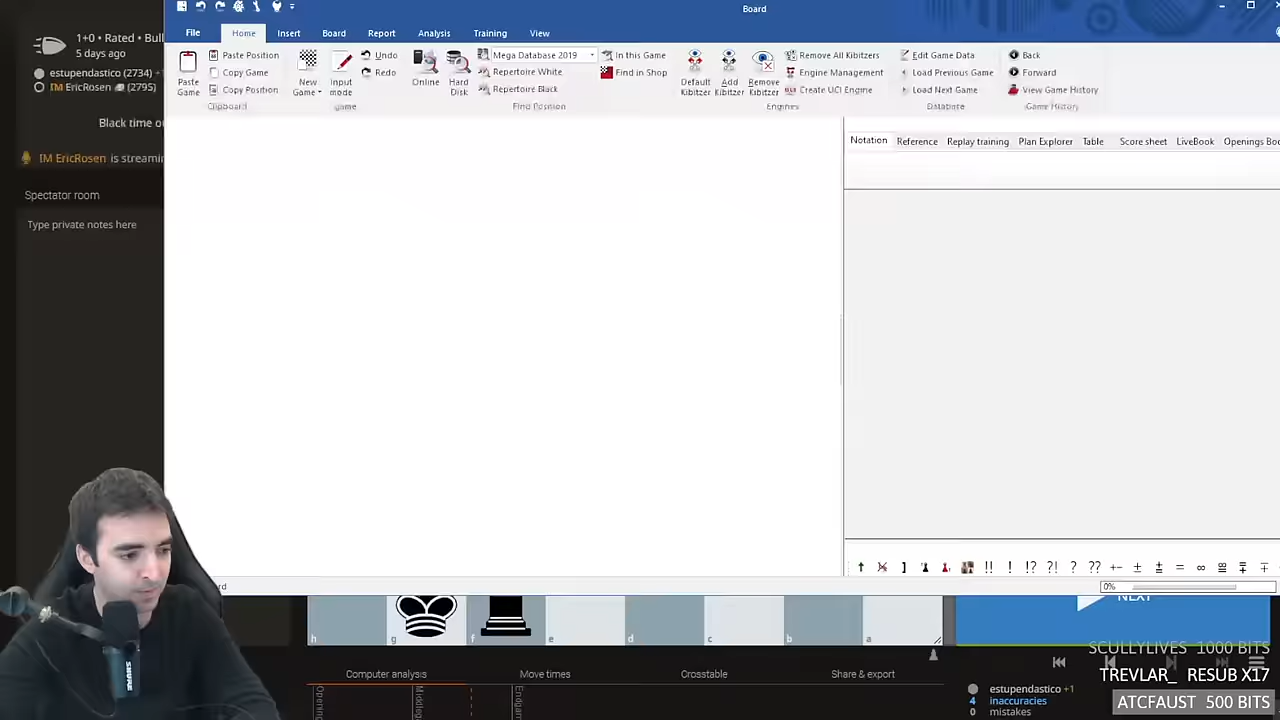 Board
File Home Insert Board Report Analysis Training View
1+0 • Rated • Bull
5 days ago
estupendastico (2734) +
IM EricRosen (2795)
Black time o
IM EricRosen is streamin
Spectator room
Type private notes here
Paste Game
Paste Position
Copy Game
Copy Position
Clipboard
New Game
Input mode
Undo
Redo
game
Online
Hard Disk
Mega Database 2019
Repertoire White
Repertoire Black
In this Game
Find in Shop
Find Position
Default Kibitzer
Add Kibitzer
Remove Kibitzer
Remove All Kibitzers
Engine Management
Create UCI Engine
Engines
Edit Game Data
Load Previous Game
Load Next Game
Database
Back
Forward
View Game History
Game History
Notation Reference Replay training Plan Explorer Table Score sheet LiveBook Openings Boo
!! ! !? ?! ? ?? +- ± ⩲ = ∞
rd
0%
NEXT
h g f e d c b a
SCULLYLIVES 1000 BITS
TREVLAR_ RESUB X17
ATCFAUST 500 BITS
Computer analysis Move times Crosstable Share & export
estupendastico +1
4 inaccuracies
0 mistakes
Opening
Middleg
Endgam
SHURE